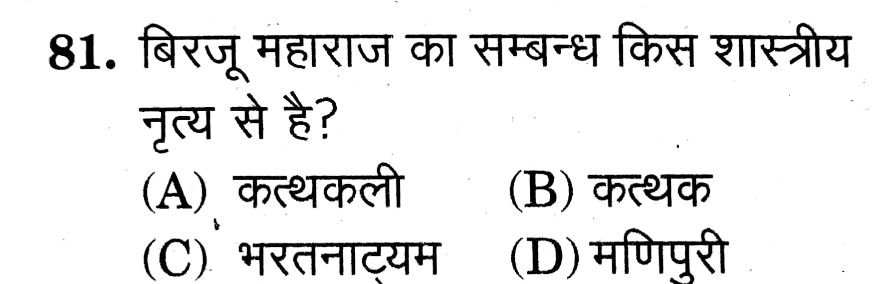 81. बिरजू महाराज का सम्बन्ध किस शास्त्रीय
नृत्य से है?
(A) कत्थकली (B) कत्थक
(C) भरतनाट्यम (D) मणिपुरी